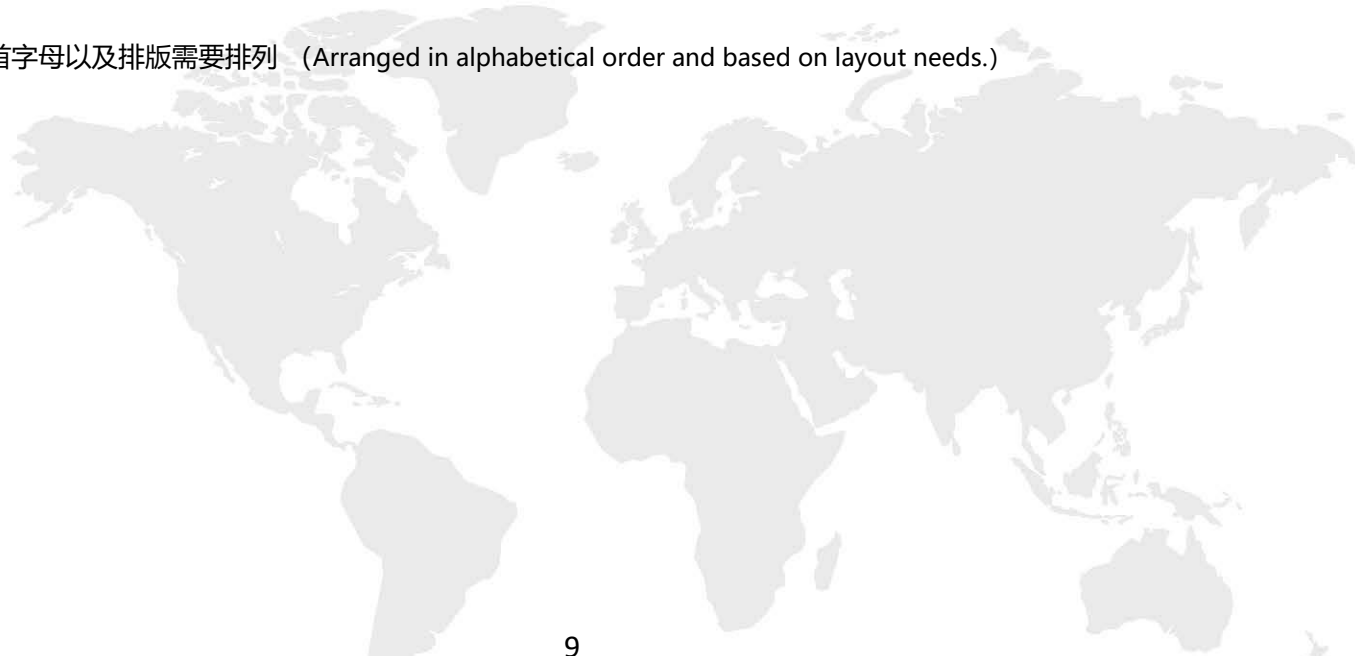 首字母以及排版需要排列 （Arranged in alphabetical order and based on layout needs.）
9